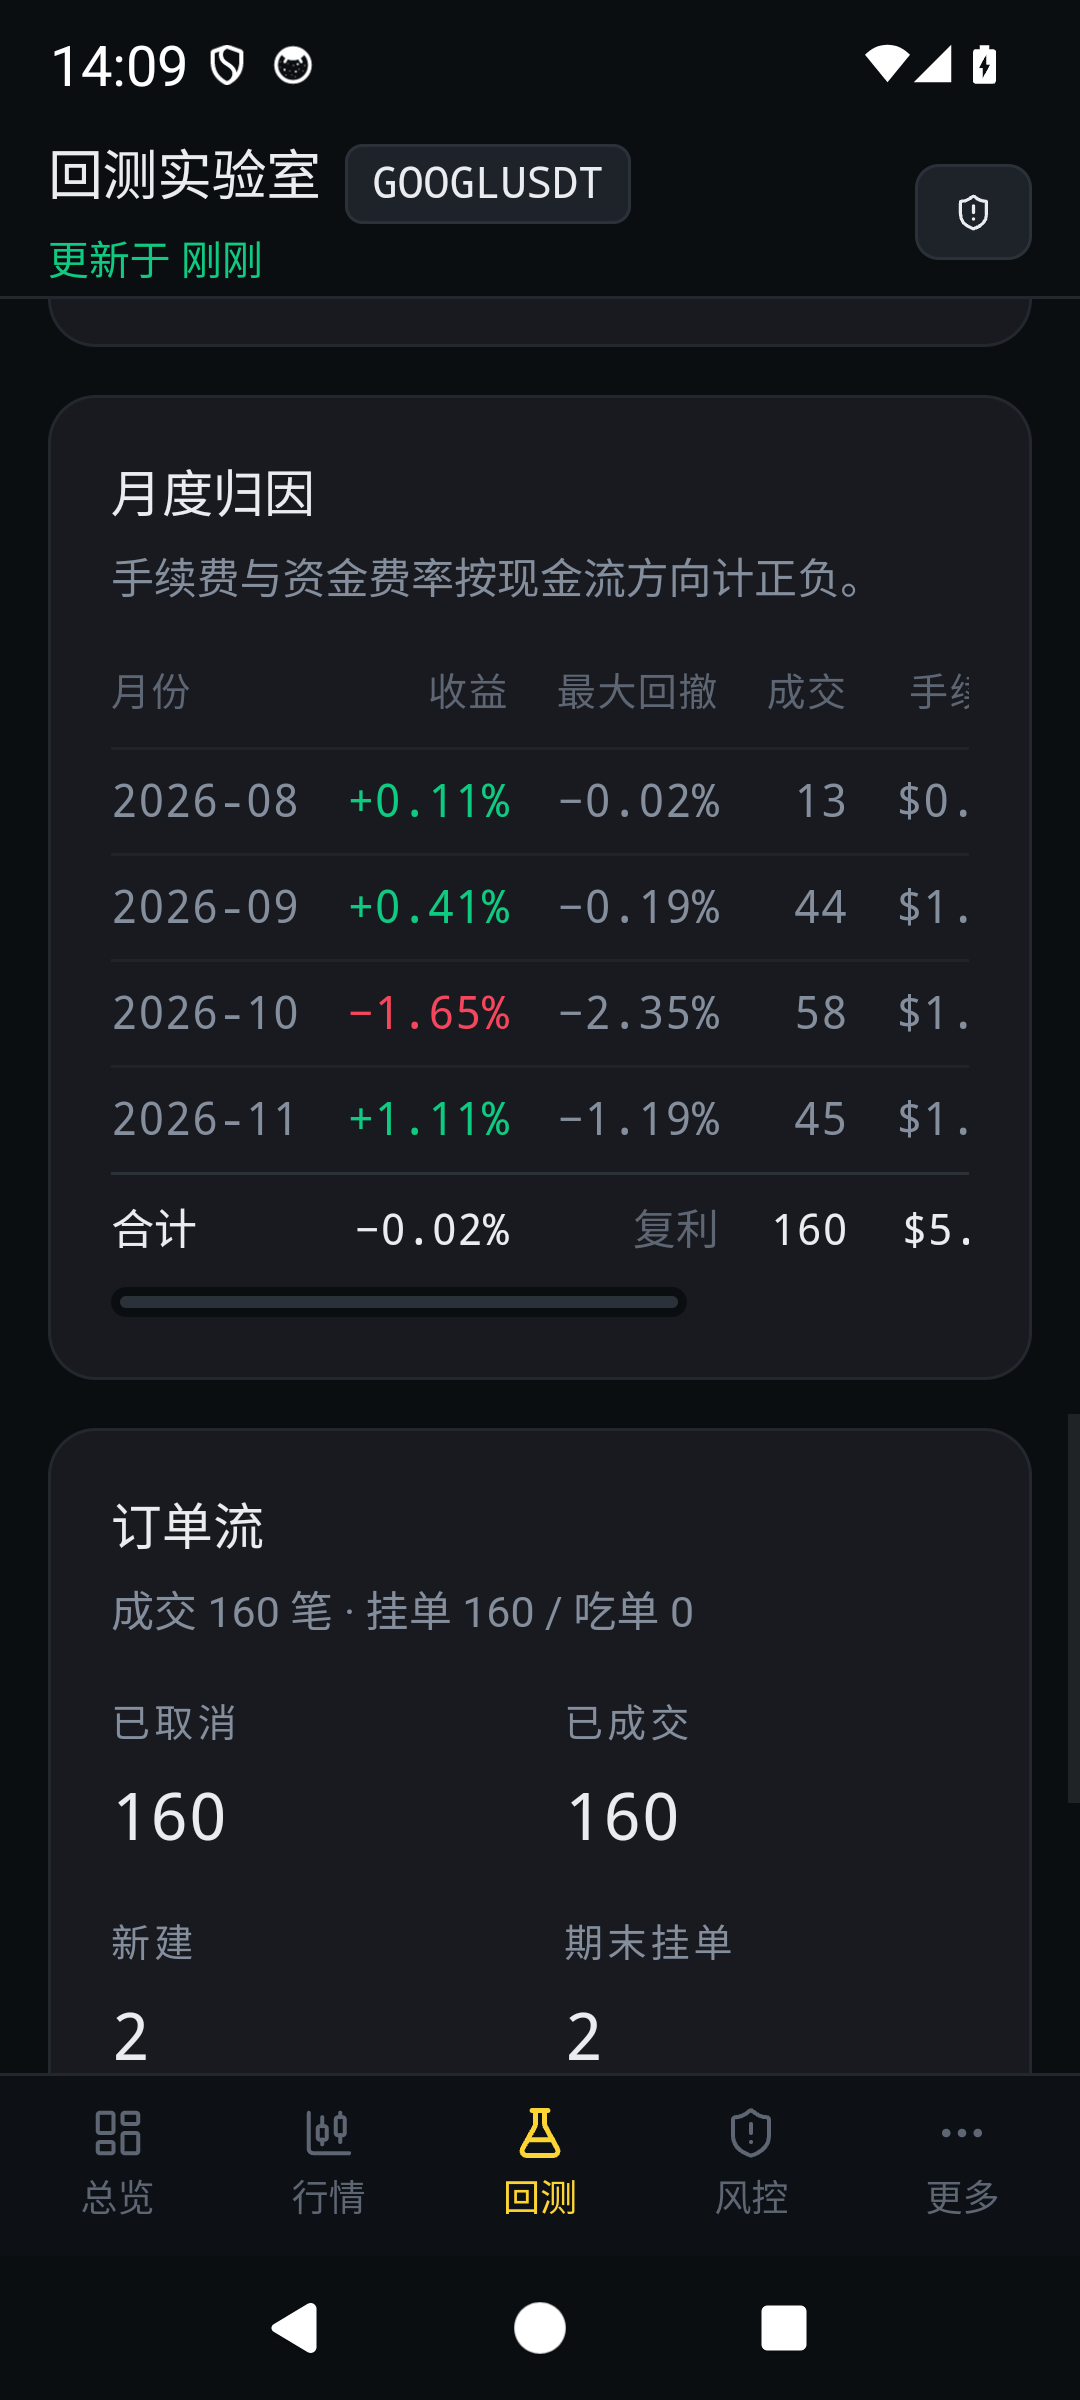 14:09
回测实验室 GOOGLUSDT
更新于 刚刚
月度归因
手续费与资金费率按现金流方向计正负。
月份 收益 最大回撤 成交 手
2026-08 +0.11% −0.02% 13 $0.
2026-09 +0.41% −0.19% 44 $1.
2026-10 −1.65% −2.35% 58 $1.
2026-11 +1.11% −1.19% 45 $1.
合计 −0.02% 复利 160 $5.
订单流
成交 160 笔 · 挂单 160 / 吃单 0
已取消 已成交
160 160
新建 期末挂单
2 2
总览 行情 回测 风控 更多